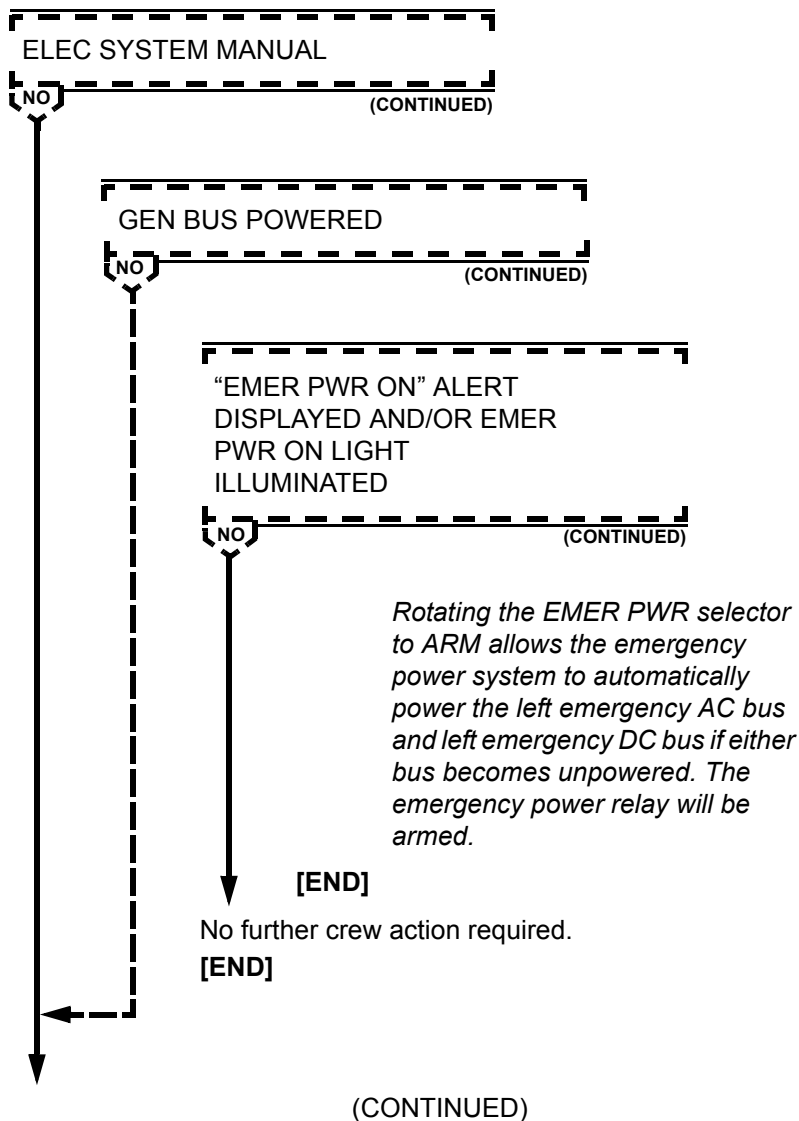 ELEC SYSTEM MANUAL
NO
(CONTINUED)
GEN BUS POWERED
NO
(CONTINUED)
“EMER PWR ON” ALERT
DISPLAYED AND/OR EMER
PWR ON LIGHT
ILLUMINATED
NO
(CONTINUED)
Rotating the EMER PWR selector
to ARM allows the emergency
power system to automatically
power the left emergency AC bus
and left emergency DC bus if either
bus becomes unpowered. The
emergency power relay will be
armed.
[END]
No further crew action required.
[END]
(CONTINUED)